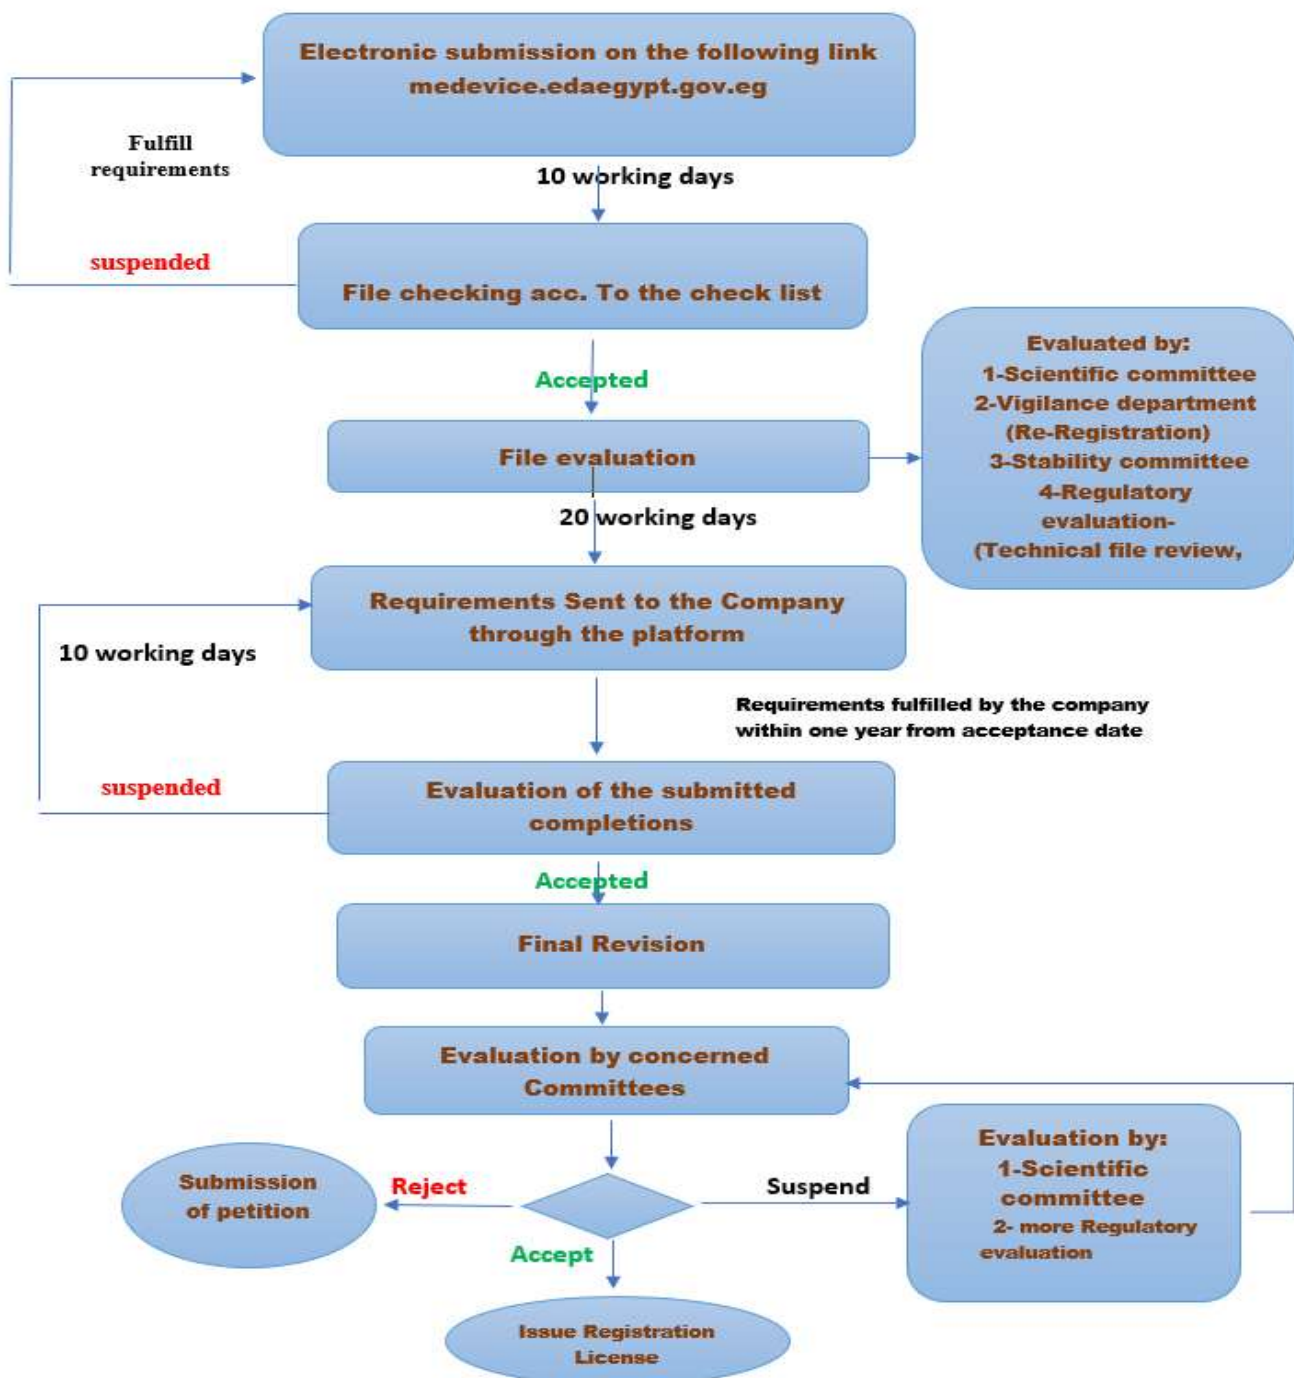 Electronic submission on the following link
medevice.edaegypt.gov.eg
Fulfill
requirements
10 working days
suspended
File checking acc. To the check list
Accepted
File evaluation
Evaluated by:
1-Scientific committee
2-Vigilance department
(Re-Registration)
3-Stability committee
4-Regulatory
evaluation-
(Technical file review,
20 working days
Requirements Sent to the Company
through the platform
10 working days
Requirements fulfilled by the company
within one year from acceptance date
suspended
Evaluation of the submitted
completions
Accepted
Final Revision
Evaluation by concerned
Committees
Submission
of petition
Reject
Suspend
Evaluation by:
1-Scientific
committee
2- more Regulatory
evaluation
Accept
Issue Registration
License